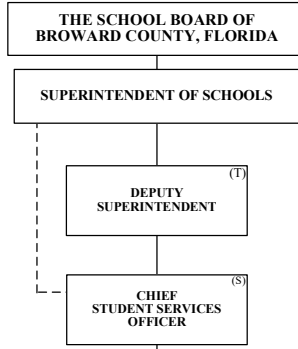 THE SCHOOL BOARD OF
BROWARD COUNTY, FLORIDA
SUPERINTENDENT OF SCHOOLS
(T)
DEPUTY
SUPERINTENDENT
(S)
CHIEF
STUDENT SERVICES
OFFICER